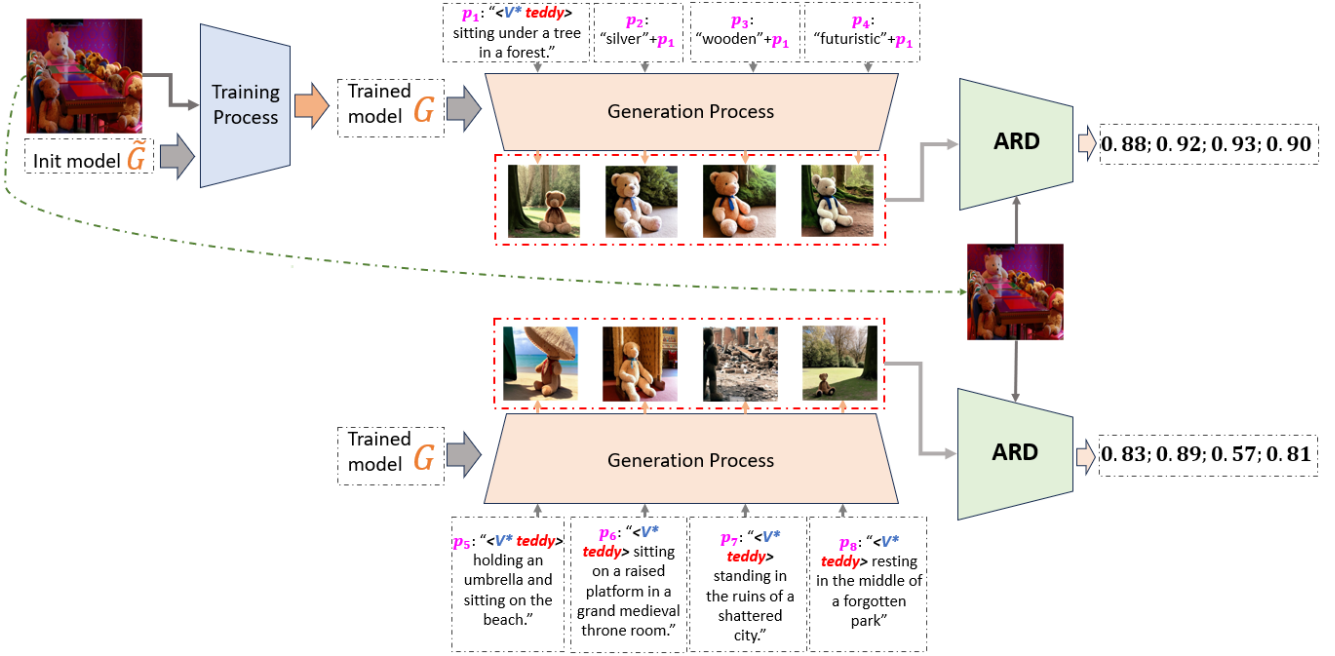 p₁: “<V* teddy>
sitting under a tree
in a forest.”
p₂:
“silver”+p₁
p₃:
“wooden”+p₁
p₄:
“futuristic”+p₁
Training
Process
Init model G̃
Trained
model G
Generation Process
ARD
0.88; 0.92; 0.93; 0.90
Trained
model G
Generation Process
ARD
0.83; 0.89; 0.57; 0.81
p₅: “<V* teddy>
holding an
umbrella and
sitting on the
beach.”
p₆: “<V*
teddy> sitting
on a raised
platform in a
grand medieval
throne room.”
p₇: “<V*
teddy>
standing in
the ruins of a
shattered
city.”
p₈: “<V*
teddy> resting
in the middle of
a forgotten
park”